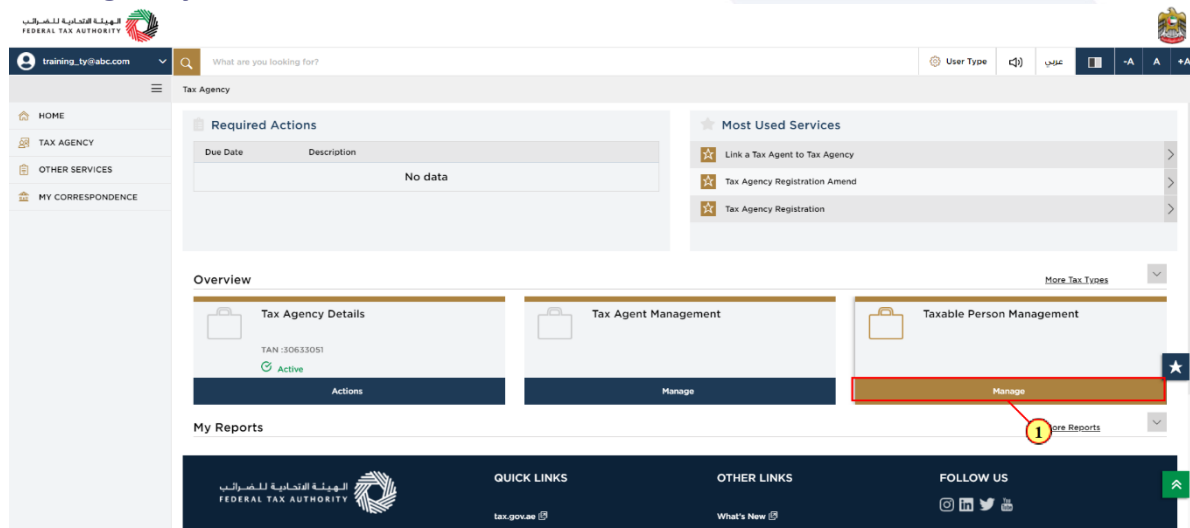 الهيئة الاتحادية للضرائب
FEDERAL TAX AUTHORITY
training_ty@abc.com
What are you looking for?
User Type
عربي
-A
A
+A
Tax Agency
HOME
TAX AGENCY
OTHER SERVICES
MY CORRESPONDENCE
Required Actions
Due Date Description
No data
Most Used Services
Link a Tax Agent to Tax Agency
Tax Agency Registration Amend
Tax Agency Registration
Overview
More Tax Types
Tax Agency Details
TAN :30633051
Active
Actions
Tax Agent Management
Manage
Taxable Person Management
Manage
1
My Reports
ore Reports
الهيئة الاتحادية للضرائب
FEDERAL TAX AUTHORITY
QUICK LINKS
tax.gov.ae
OTHER LINKS
What's New
FOLLOW US